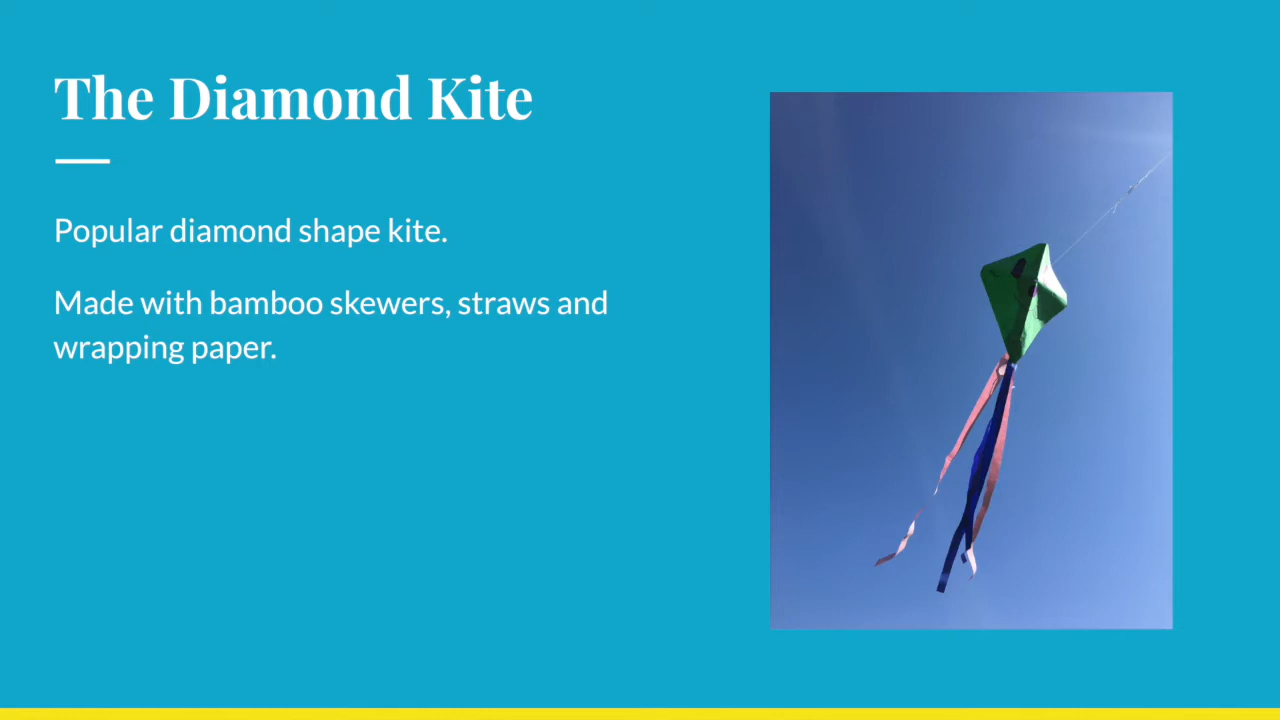 The Diamond Kite
Popular diamond shape kite.
Made with bamboo skewers, straws and
wrapping paper.